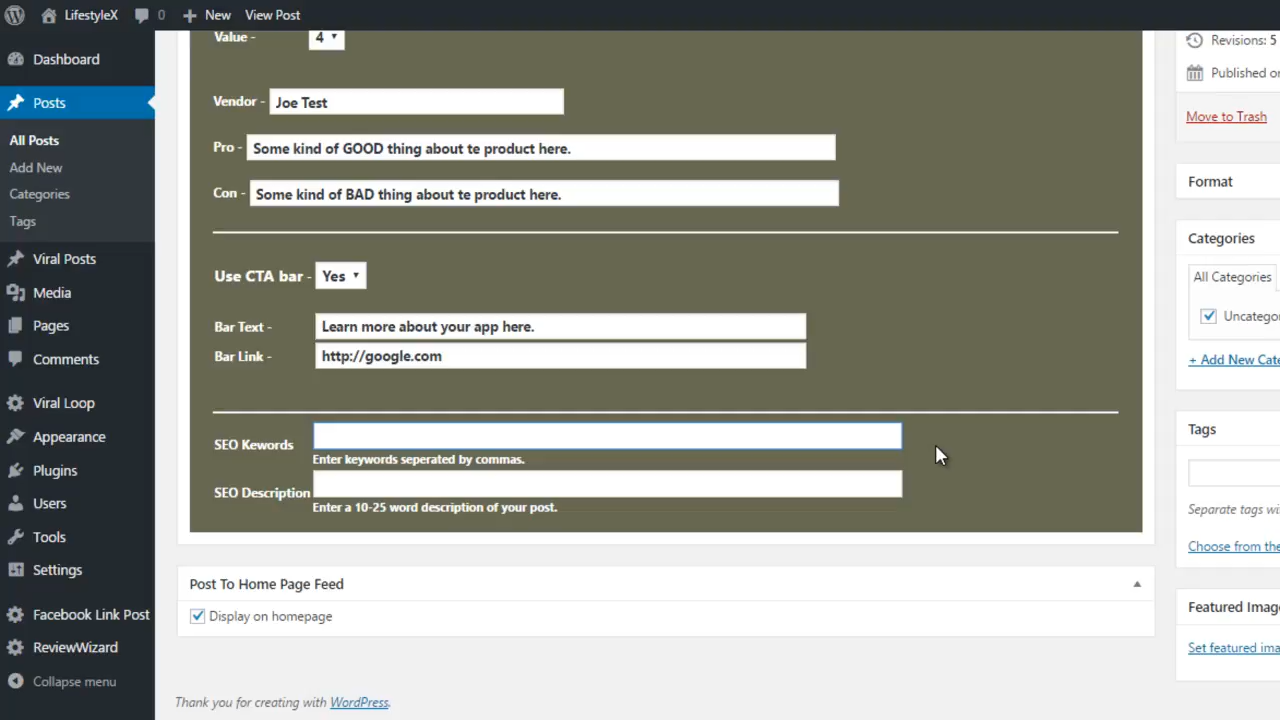 LifestyleX 0 New View Post
Dashboard
Posts
All Posts
Add New
Categories
Tags
Viral Posts
Media
Pages
Comments
Viral Loop
Appearance
Plugins
Users
Tools
Settings
Facebook Link Post
ReviewWizard
Collapse menu
Value - 4
Vendor - Joe Test
Pro - Some kind of GOOD thing about te product here.
Con - Some kind of BAD thing about te product here.
Use CTA bar - Yes
Bar Text - Learn more about your app here.
Bar Link - http://google.com
SEO Kewords
Enter keywords seperated by commas.
SEO Description
Enter a 10-25 word description of your post.
Post To Home Page Feed
Display on homepage
Thank you for creating with WordPress.
Revisions: 5
Published o
Move to Trash
Format
Categories
All Categories
Uncatego
+ Add New Cate
Tags
Separate tags wi
Choose from the
Featured Imag
Set featured ima